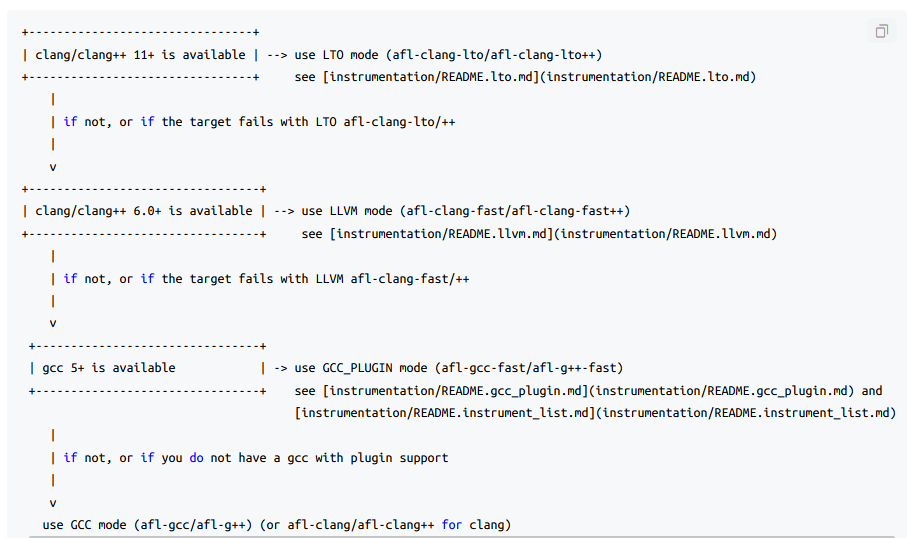 +--------------------------------+
| clang/clang++ 11+ is available | --> use LTO mode (afl-clang-lto/afl-clang-lto++)
+--------------------------------+     see [instrumentation/README.lto.md](instrumentation/README.lto.md)
    |
    | if not, or if the target fails with LTO afl-clang-lto/++
    |
    v
+---------------------------------+
| clang/clang++ 6.0+ is available | --> use LLVM mode (afl-clang-fast/afl-clang-fast++)
+---------------------------------+     see [instrumentation/README.llvm.md](instrumentation/README.llvm.md)
    |
    | if not, or if the target fails with LLVM afl-clang-fast/++
    |
    v
 +--------------------------------+
 | gcc 5+ is available            | -> use GCC_PLUGIN mode (afl-gcc-fast/afl-g++-fast)
 +--------------------------------+    see [instrumentation/README.gcc_plugin.md](instrumentation/README.gcc_plugin.md) and
                                       [instrumentation/README.instrument_list.md](instrumentation/README.instrument_list.md)
    |
    | if not, or if you do not have a gcc with plugin support
    |
    v
   use GCC mode (afl-gcc/afl-g++) (or afl-clang/afl-clang++ for clang)